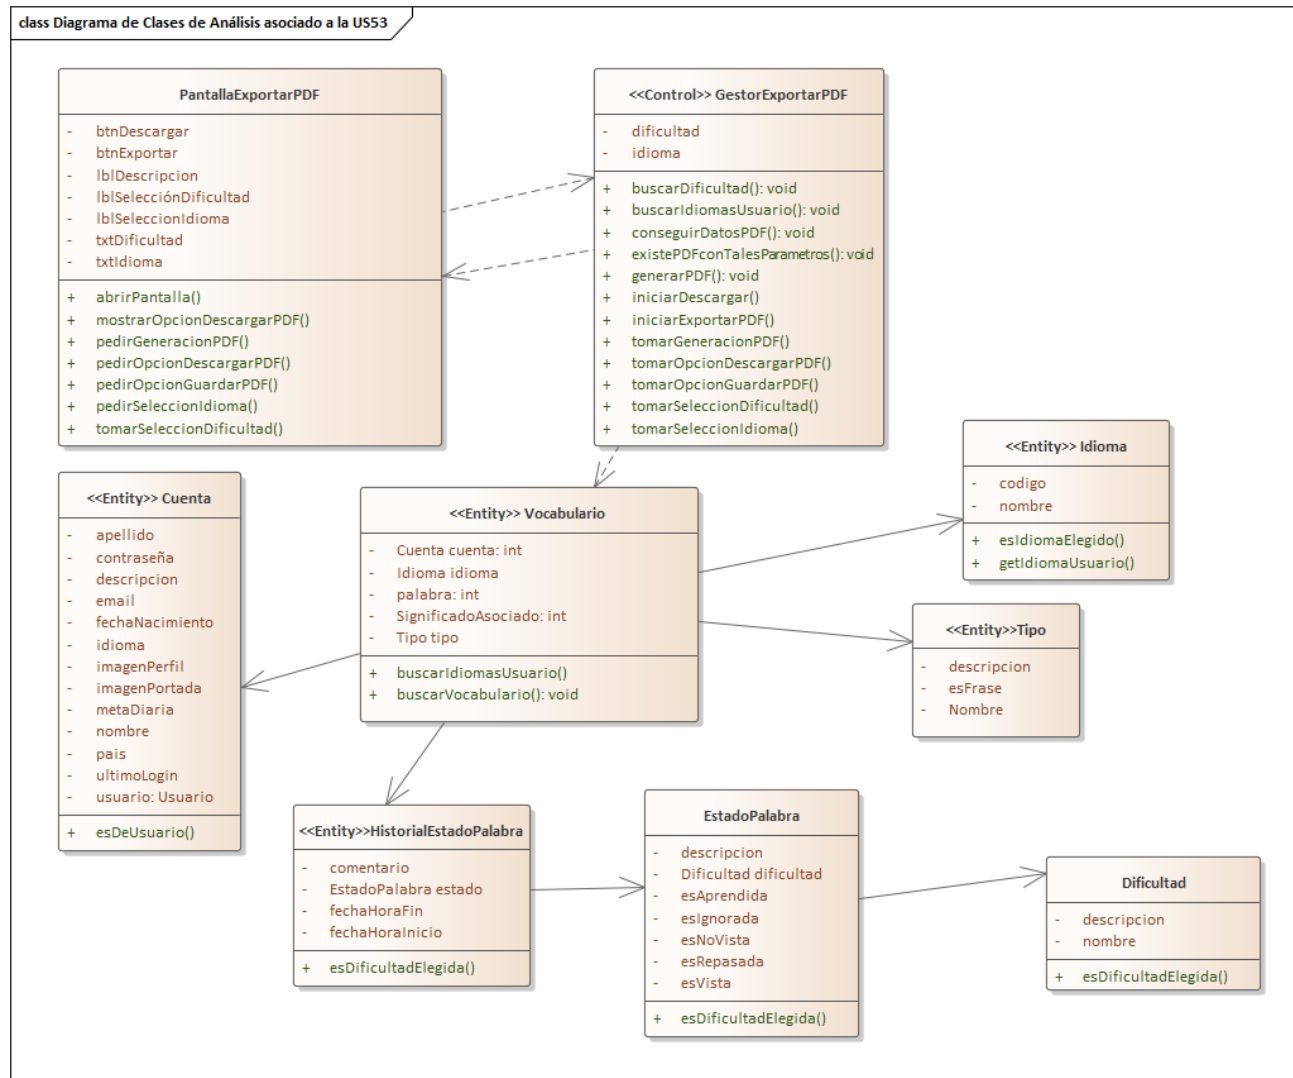 class Diagrama de Clases de Análisis asociado a la US53
PantallaExportarPDF
- btnDescargar
- btnExportar
- lblDescripcion
- lblSelecciónDificultad
- lblSeleccionIdioma
- txtDificultad
- txtIdioma
+ abrirPantalla()
+ mostrarOpcionDescargarPDF()
+ pedirGeneracionPDF()
+ pedirOpcionDescargarPDF()
+ pedirOpcionGuardarPDF()
+ pedirSeleccionIdioma()
+ tomarSeleccionDificultad()
<<Control>> GestorExportarPDF
- dificultad
- idioma
+ buscarDificultad(): void
+ buscarIdiomasUsuario(): void
+ conseguirDatosPDF(): void
+ existePDFconTalesParametros(): void
+ generarPDF(): void
+ iniciarDescargar()
+ iniciarExportarPDF()
+ tomarGeneracionPDF()
+ tomarOpcionDescargarPDF()
+ tomarOpcionGuardarPDF()
+ tomarSeleccionDificultad()
+ tomarSeleccionIdioma()
<<Entity>> Idioma
- codigo
- nombre
+ esIdiomaElegido()
+ getIdiomaUsuario()
<<Entity>> Cuenta
- apellido
- contraseña
- descripcion
- email
- fechaNacimiento
- idioma
- imagenPerfil
- imagenPortada
- metaDiaria
- nombre
- pais
- ultimoLogin
- usuario: Usuario
+ esDeUsuario()
<<Entity>> Vocabulario
- Cuenta cuenta: int
- Idioma idioma
- palabra: int
- SignificadoAsociado: int
- Tipo tipo
+ buscarIdiomasUsuario()
+ buscarVocabulario(): void
<<Entity>>Tipo
- descripcion
- esFrase
- Nombre
<<Entity>>HistorialEstadoPalabra
- comentario
- EstadoPalabra estado
- fechaHoraFin
- fechaHoraInicio
+ esDificultadElegida()
EstadoPalabra
- descripcion
- Dificultad dificultad
- esAprendida
- esIgnorada
- esNoVista
- esRepasada
- esVista
+ esDificultadElegida()
Dificultad
- descripcion
- nombre
+ esDificultadElegida()